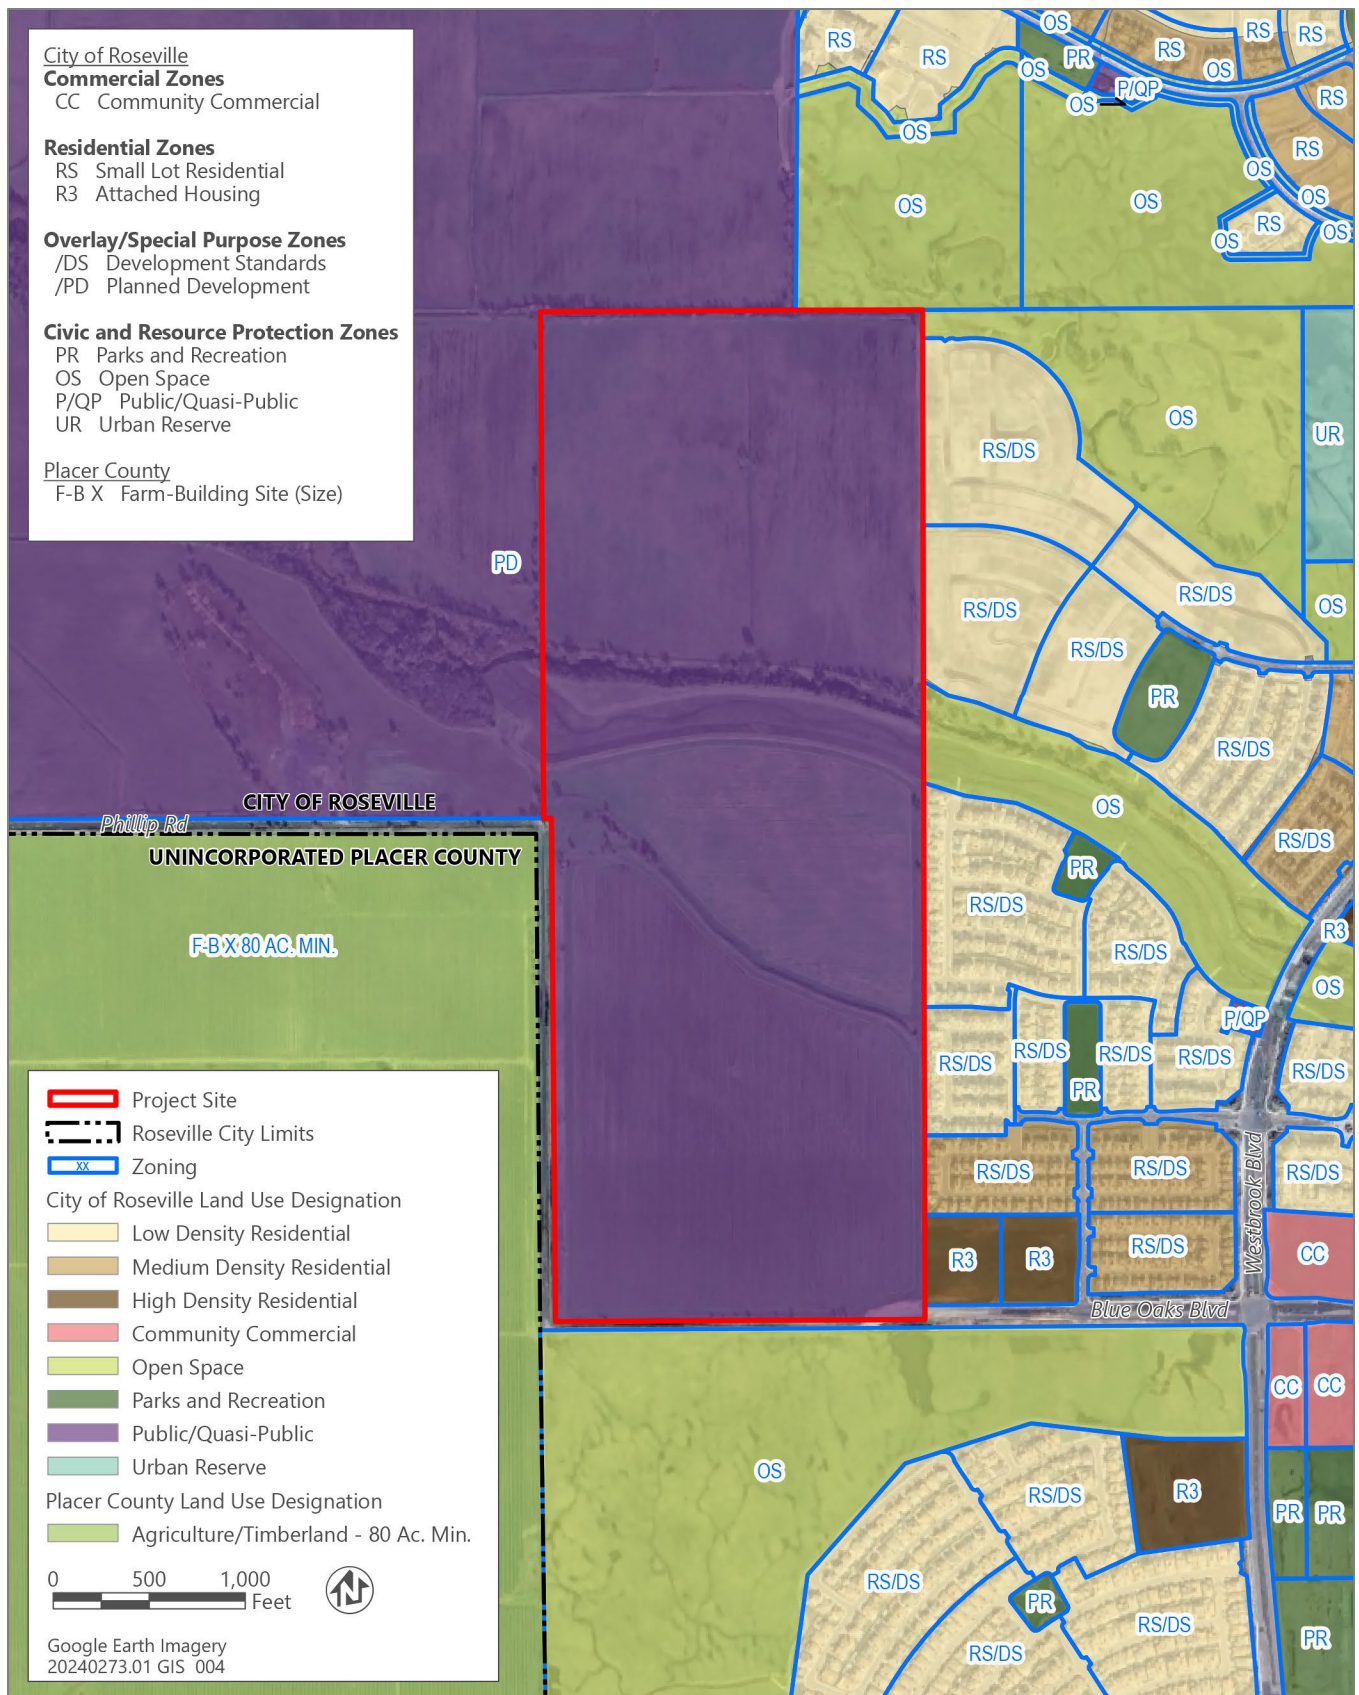 City of Roseville
Commercial Zones
CC Community Commercial
Residential Zones
RS Small Lot Residential
R3 Attached Housing
Overlay/Special Purpose Zones
/DS Development Standards
/PD Planned Development
Civic and Resource Protection Zones
PR Parks and Recreation
OS Open Space
P/QP Public/Quasi-Public
UR Urban Reserve
Placer County
F-B X Farm-Building Site (Size)
RS
RS
OS
PR
RS
RS
RS
OS
OS
P/QP
OS
RS
OS
RS
OS
OS
OS
OS
RS
OS
OS
RS/DS
OS
UR
PD
RS/DS
RS/DS
OS
RS/DS
PR
RS/DS
CITY OF ROSEVILLE
Phillip Rd
UNINCORPORATED PLACER COUNTY
OS
RS/DS
PR
RS/DS
F-B X 80 AC. MIN.
R3
RS/DS
OS
P/QP
RS/DS
RS/DS
RS/DS
RS/DS
RS/DS
PR
RS/DS
RS/DS
RS/DS
Westbrook Blvd
R3
R3
RS/DS
CC
Blue Oaks Blvd
CC
CC
OS
RS/DS
R3
PR
PR
RS/DS
PR
RS/DS
RS/DS
PR
Project Site
Roseville City Limits
XX Zoning
City of Roseville Land Use Designation
Low Density Residential
Medium Density Residential
High Density Residential
Community Commercial
Open Space
Parks and Recreation
Public/Quasi-Public
Urban Reserve
Placer County Land Use Designation
Agriculture/Timberland - 80 Ac. Min.
0 500 1,000
Feet
N
Google Earth Imagery
20240273.01 GIS 004